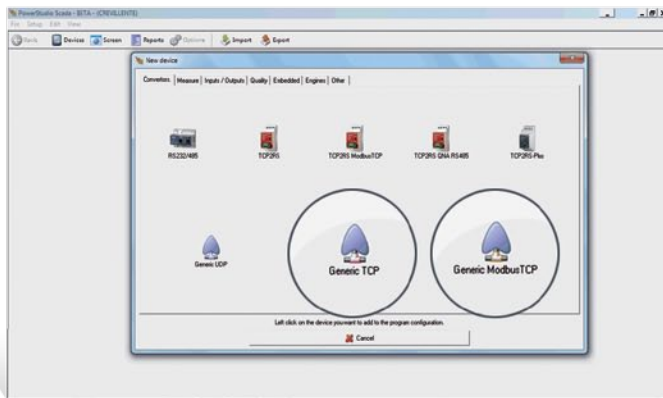 PowerStudio Scada - BETA - (CREVILLENTE)
File Setup Edit View
Devices Screen Reports Options Import Export
New device
Converters Measure Inputs / Outputs Quality Embedded Engines Other
RS232/485 TCP2RS TCP2RS ModbusTCP TCP2RS QNA RS485 TCP2RS-Plus
Generic UDP Generic TCP Generic ModbusTCP
Left click on the device you want to add to the program configuration.
Cancel